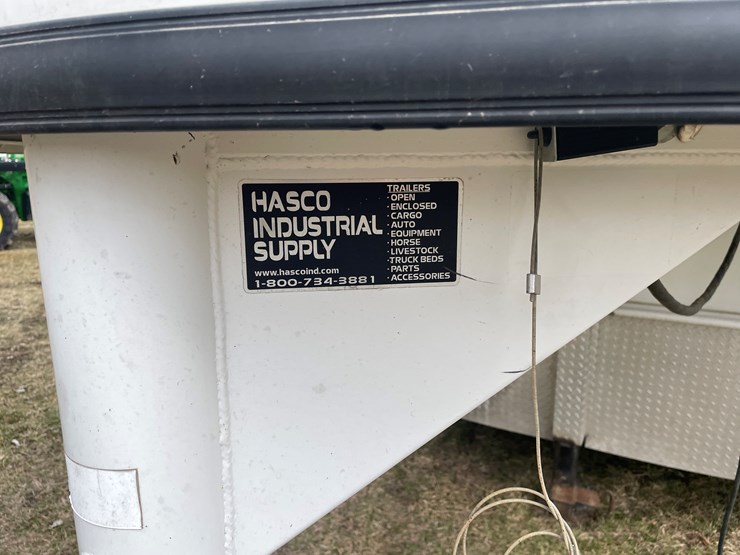 HASCO
INDUSTRIAL
SUPPLY
www.hascoind.com
1-800-734-3881
TRAILERS
· OPEN
· ENCLOSED
· CARGO
· AUTO
· EQUIPMENT
· HORSE
· LIVESTOCK
· TRUCK BEDS
· PARTS
· ACCESSORIES